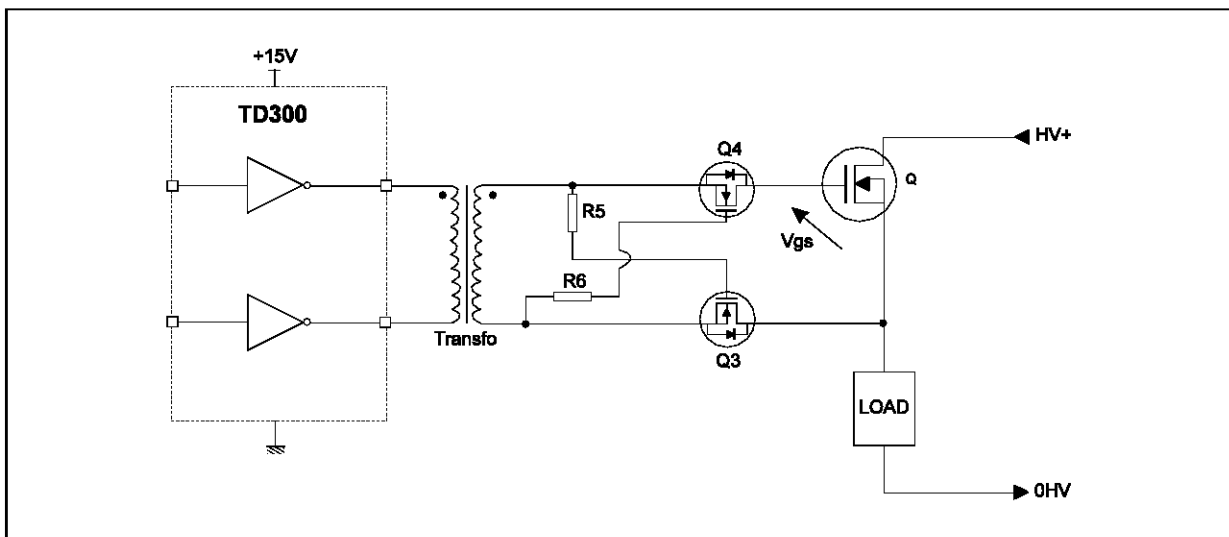 +15V
TD300
Q4
HV+
Q
R5
Vgs
R6
Transfo
Q3
LOAD
0HV